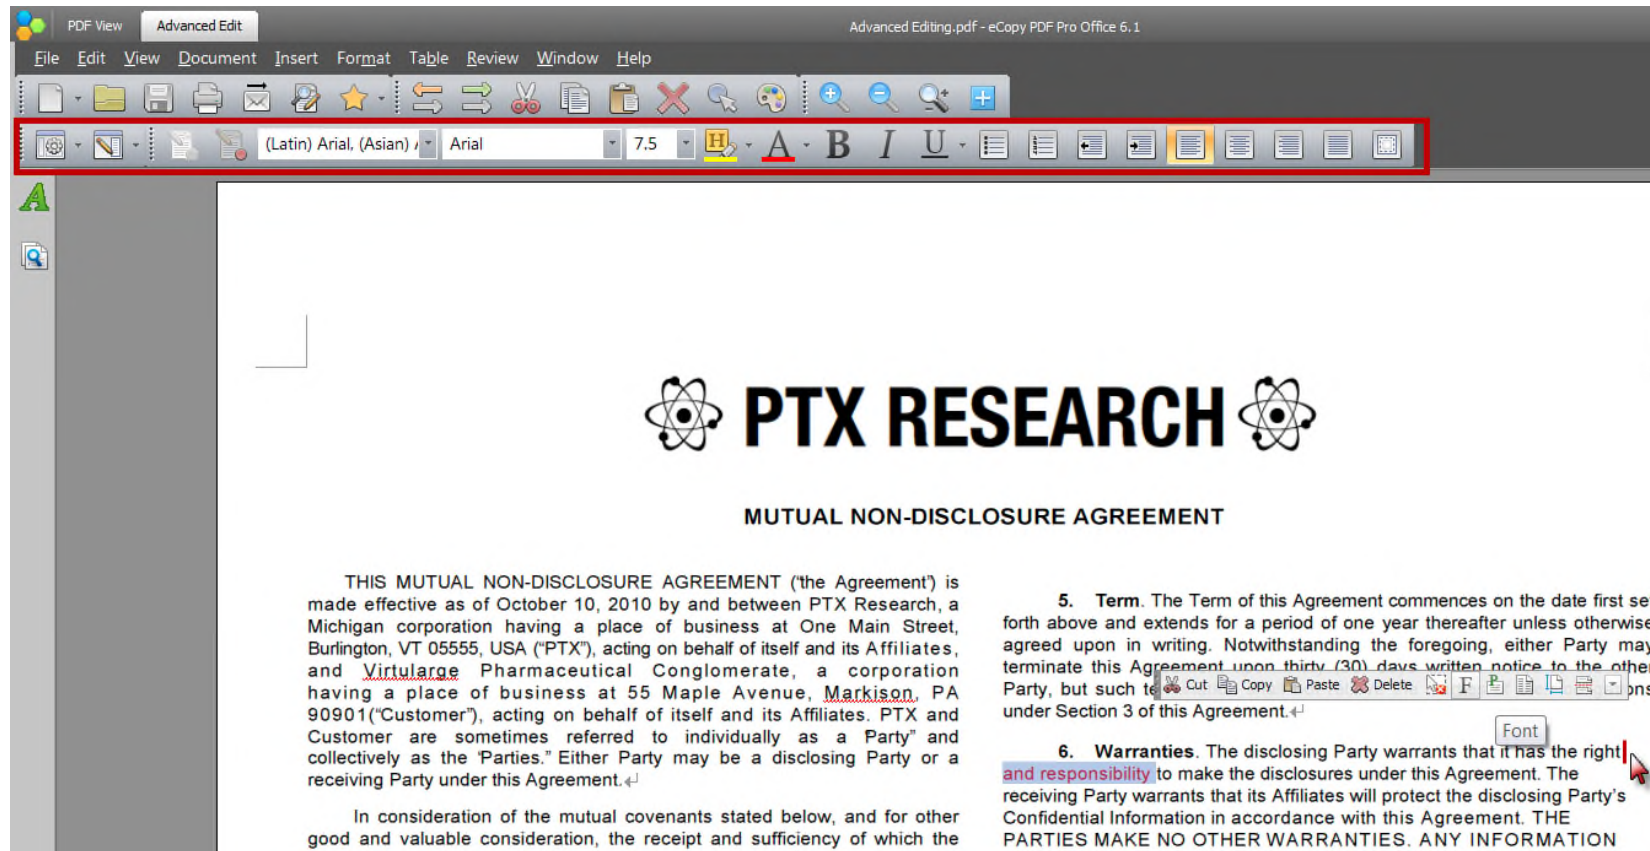 PDF View Advanced Edit Advanced Editing.pdf - eCopy PDF Pro Office 6.1
File Edit View Document Insert Format Table Review Window Help
(Latin) Arial, (Asian) Arial 7.5 H A B I U
A
PTX RESEARCH
MUTUAL NON-DISCLOSURE AGREEMENT
THIS MUTUAL NON-DISCLOSURE AGREEMENT ("the Agreement") is
made effective as of October 10, 2010 by and between PTX Research, a
Michigan corporation having a place of business at One Main Street,
Burlington, VT 05555, USA ("PTX"), acting on behalf of itself and its Affiliates,
and Virtularge Pharmaceutical Conglomerate, a corporation
having a place of business at 55 Maple Avenue, Markison, PA
90901("Customer"), acting on behalf of itself and its Affiliates. PTX and
Customer are sometimes referred to individually as a "Party" and
collectively as the "Parties." Either Party may be a disclosing Party or a
receiving Party under this Agreement.
In consideration of the mutual covenants stated below, and for other
good and valuable consideration, the receipt and sufficiency of which the
5. Term. The Term of this Agreement commences on the date first se
forth above and extends for a period of one year thereafter unless otherwise
agreed upon in writing. Notwithstanding the foregoing, either Party may
terminate this Agreement upon thirty (30) days written notice to the other
Party, but such te
Cut Copy Paste Delete F
ons
under Section 3 of this Agreement.
Font
6. Warranties. The disclosing Party warrants that it has the right
and responsibility to make the disclosures under this Agreement. The
receiving Party warrants that its Affiliates will protect the disclosing Party's
Confidential Information in accordance with this Agreement. THE
PARTIES MAKE NO OTHER WARRANTIES. ANY INFORMATION